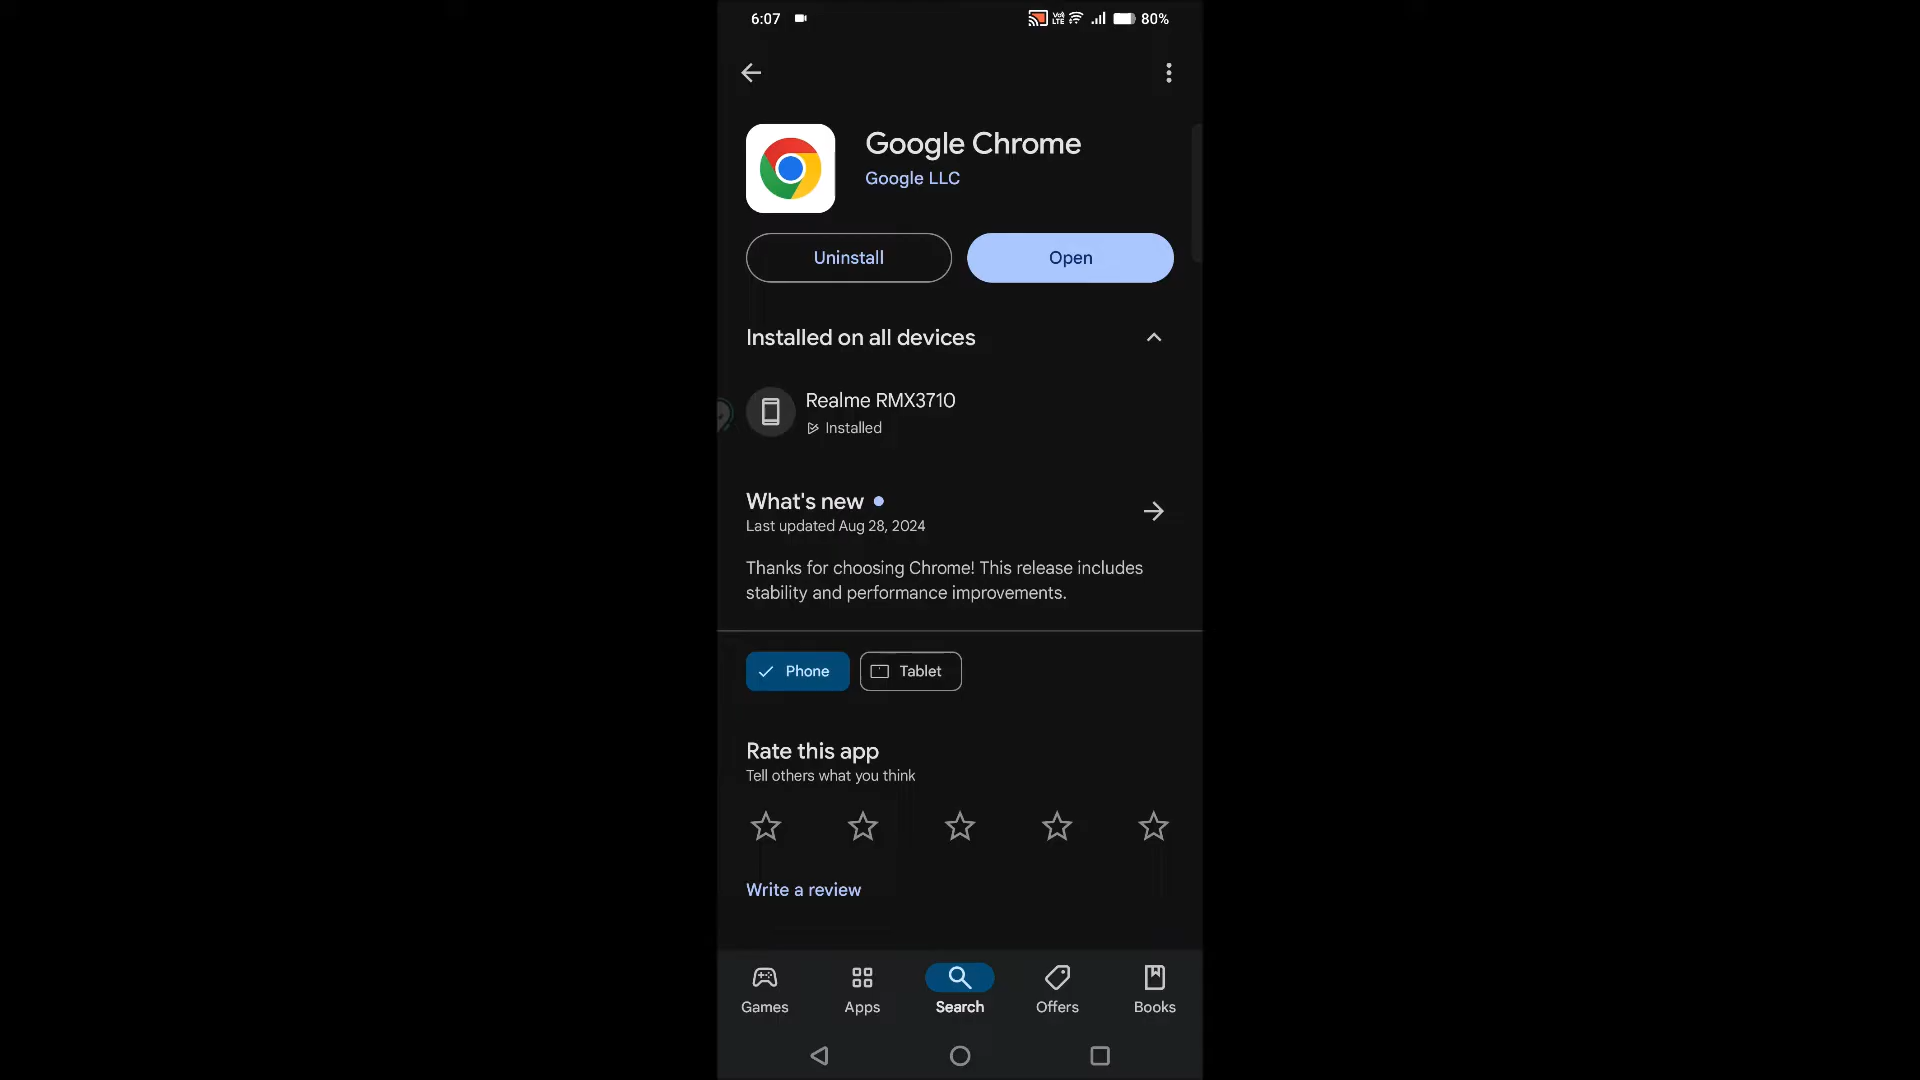 6:07
80%
Google Chrome
Google LLC
Uninstall
Open
Installed on all devices
Realme RMX3710
Installed
What's new
Last updated Aug 28, 2024
Thanks for choosing Chrome! This release includes
stability and performance improvements.
Phone
Tablet
Rate this app
Tell others what you think
Write a review
Games
Apps
Search
Offers
Books